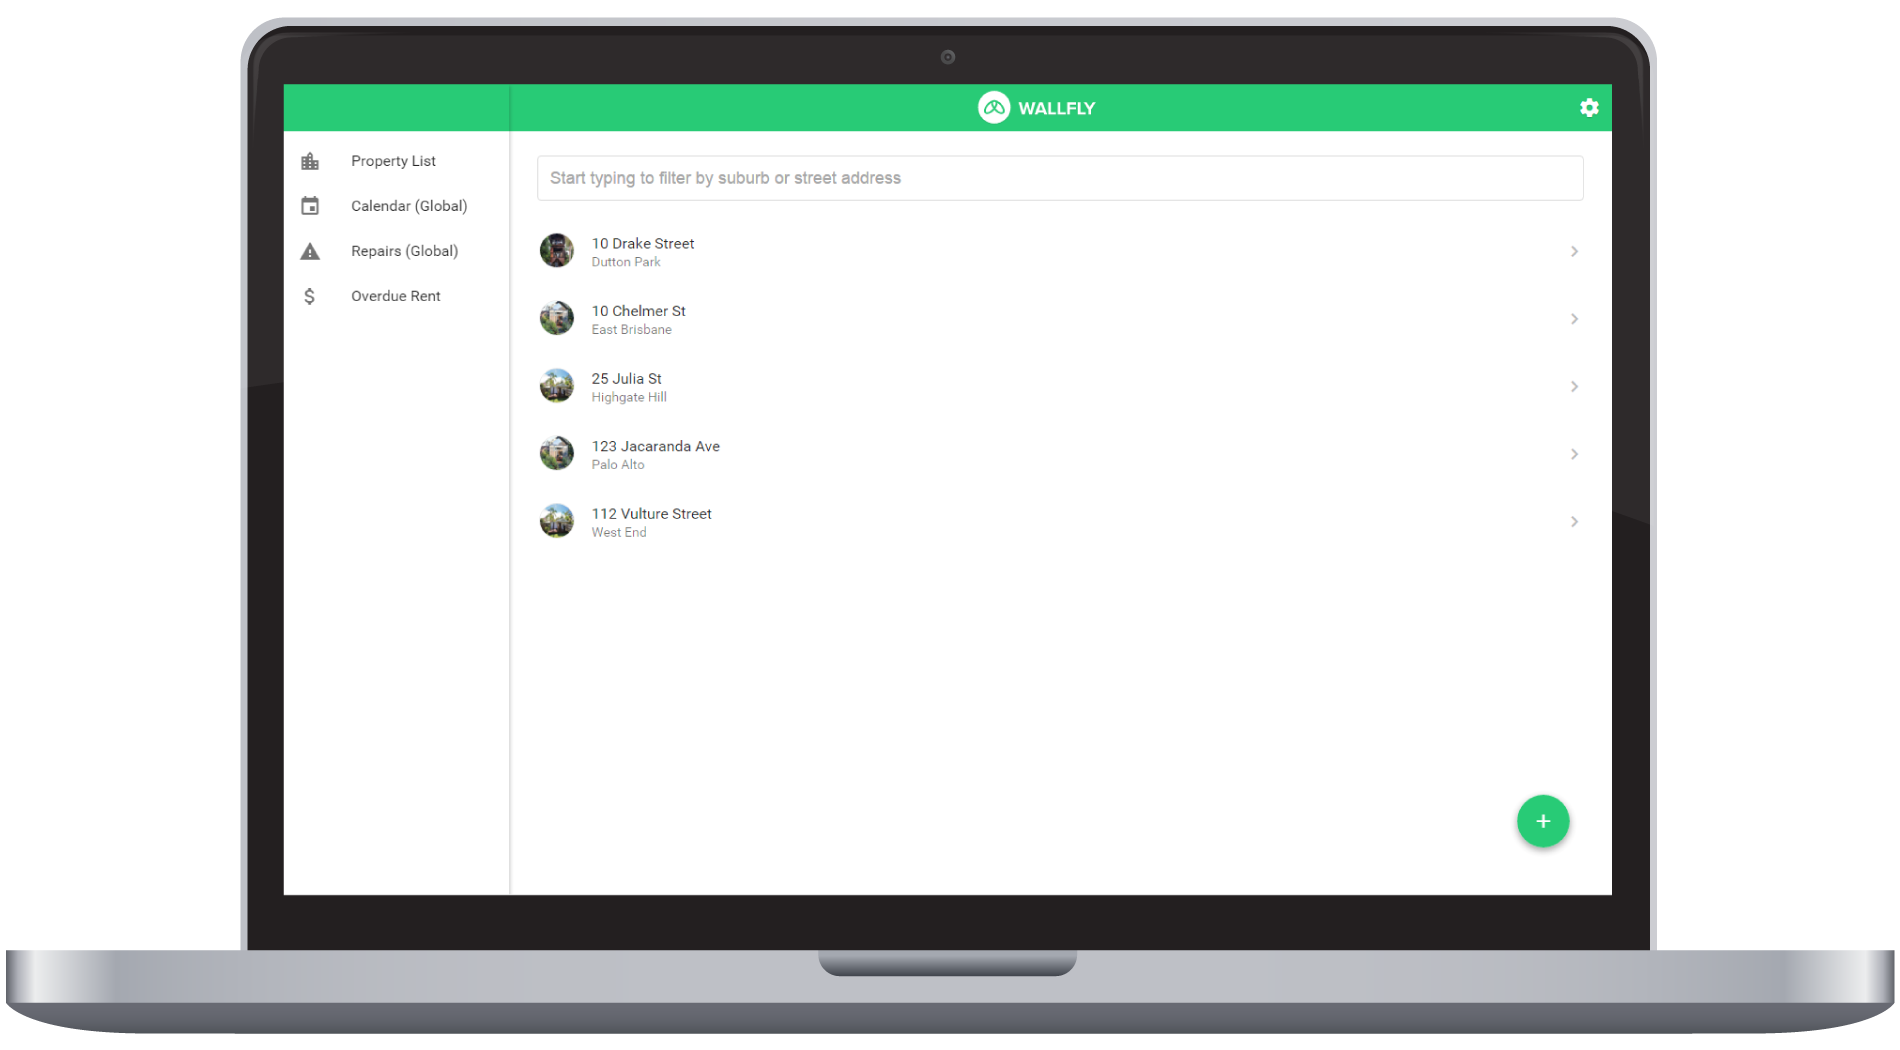 WALLFLY
Property List
Calendar (Global)
Repairs (Global)
Overdue Rent
Start typing to filter by suburb or street address
10 Drake Street
Dutton Park
10 Chelmer St
East Brisbane
25 Julia St
Highgate Hill
123 Jacaranda Ave
Palo Alto
112 Vulture Street
West End